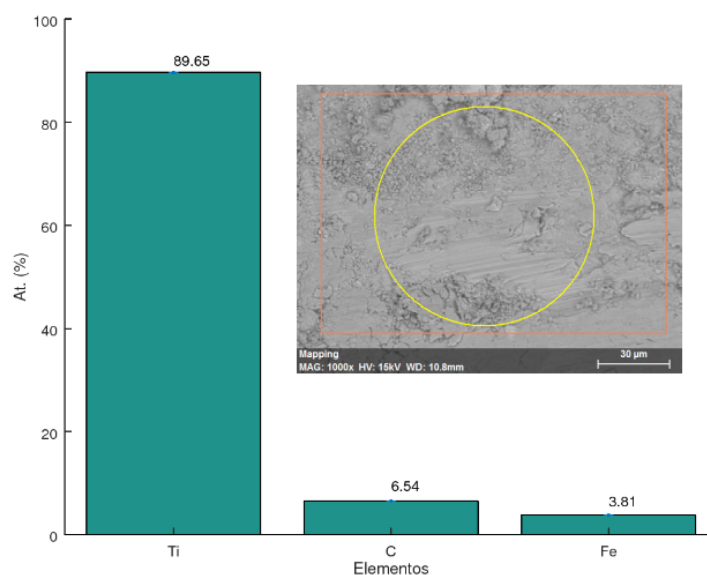 100
80
60
40
20
0
At. (%)
89.65
6.54
3.81
Mapping
MAG: 1000x HV: 15kV WD: 10.8mm
30 µm
Ti
C
Fe
Elementos